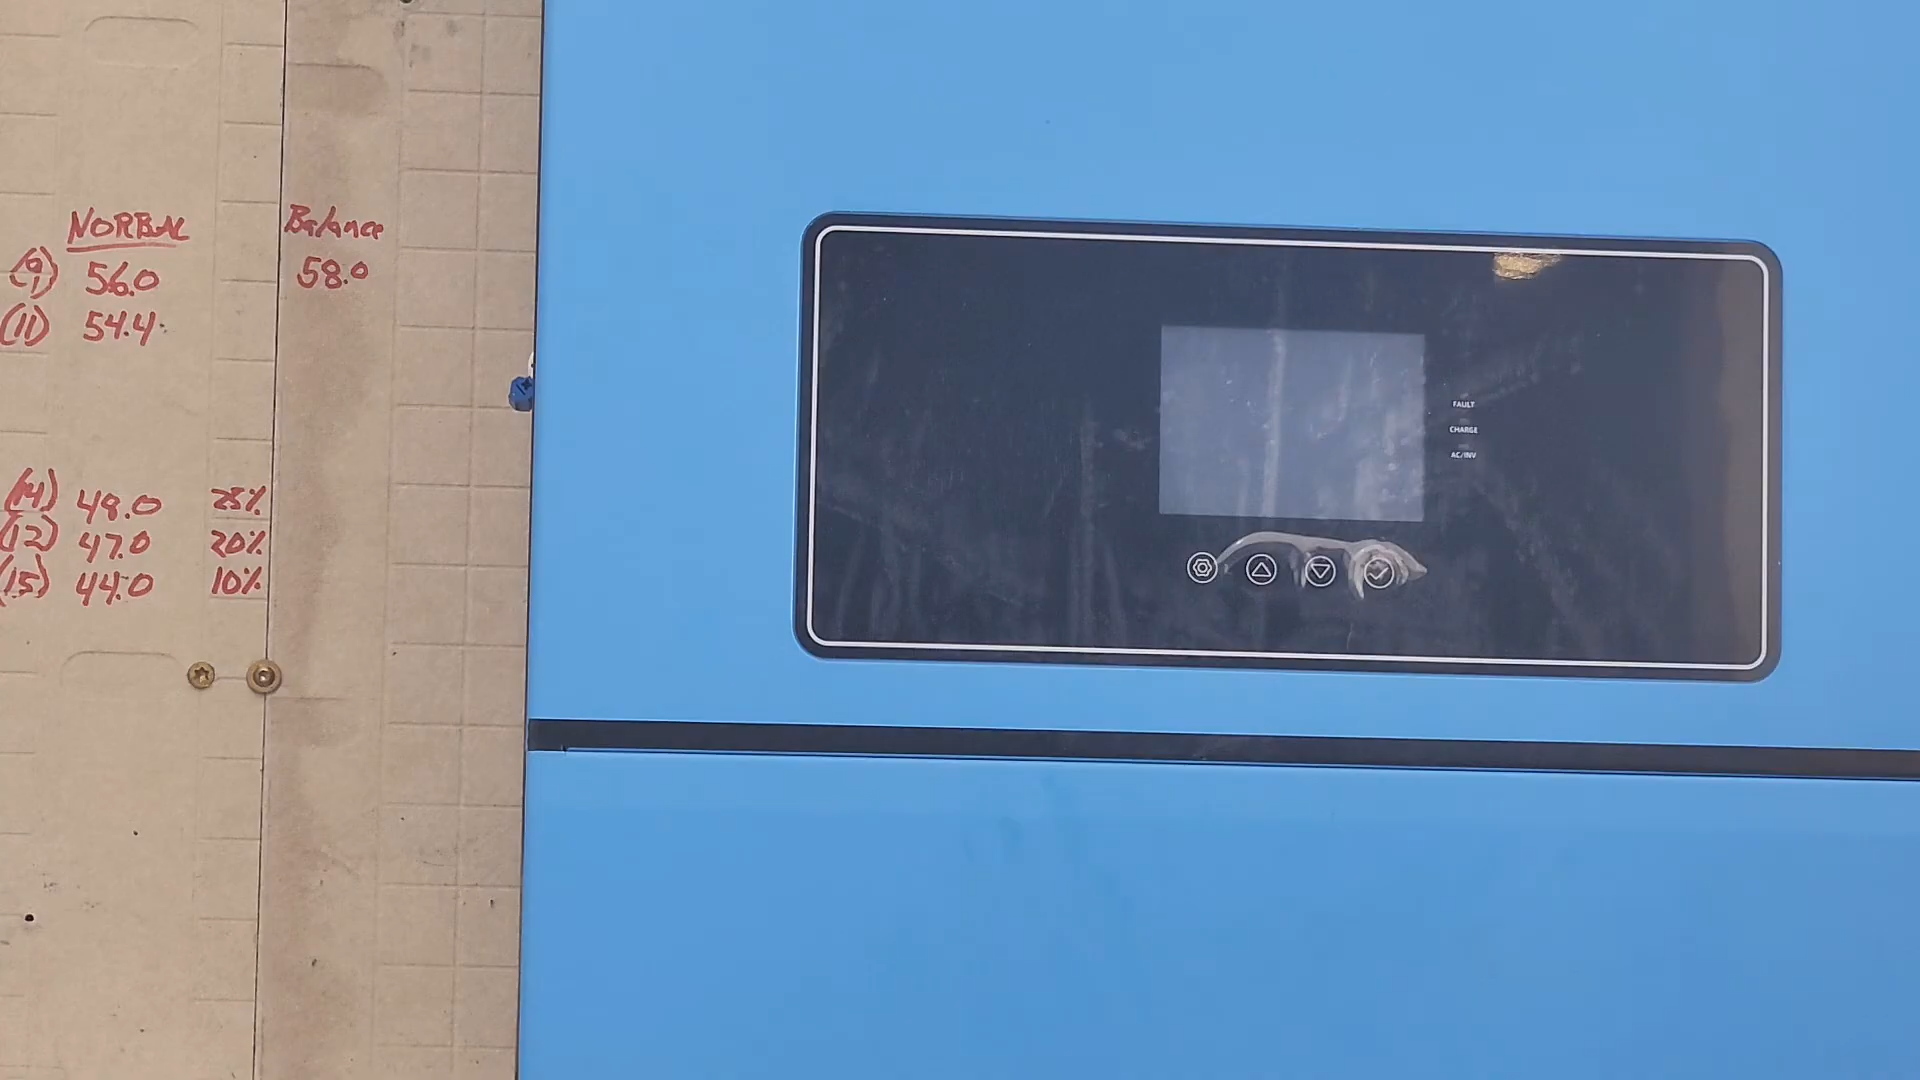 NORMAL Balance
(9) 56.0 58.0
(11) 54.4
(14) 49.0 25%
(12) 47.0 20%
(15) 44.0 10%
FAULT
CHARGE
AC/INV